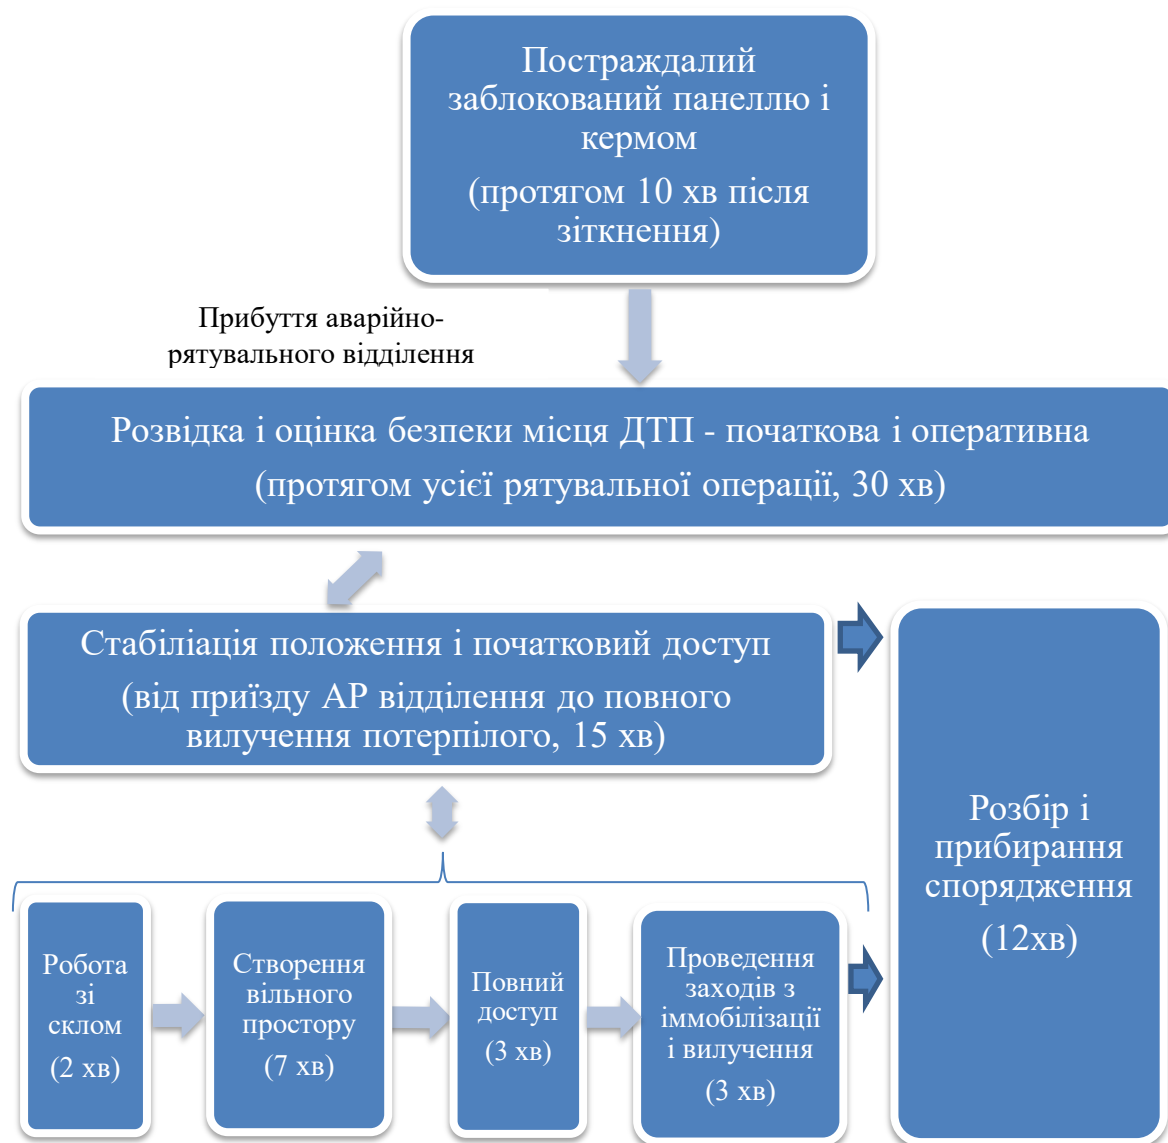 Постраждалий
заблокований панеллю і
кермом
(протягом 10 хв після
зіткнення)
Прибуття аварійно-
рятувального відділення
Розвідка і оцінка безпеки місця ДТП - початкова і оперативна
(протягом усієї рятувальної операції, 30 хв)
Стабіліація положення і початковий доступ
(від приїзду АР відділення до повного
вилучення потерпілого, 15 хв)
Робота
зі
склом
(2 хв)
Створення
вільного
простору
(7 хв)
Повний
доступ
(3 хв)
Проведення
заходів з
іммобілізації
і вилучення
(3 хв)
Розбір і
прибирання
спорядження
(12хв)